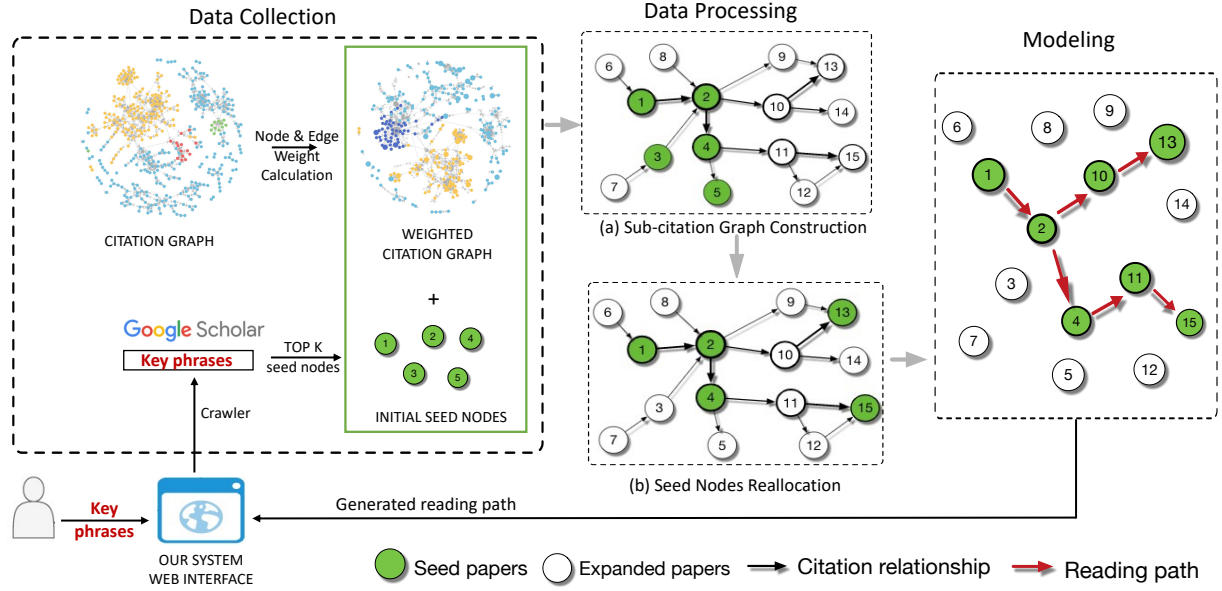 Data Collection
Data Processing
Modeling
CITATION GRAPH
Node & Edge
Weight
Calculation
WEIGHTED
CITATION GRAPH
+
Google Scholar
Key phrases
TOP K
seed nodes
1
2
4
3
5
INITIAL SEED NODES
Crawler
6
8
9
13
1
2
10
14
3
4
11
15
7
5
12
(a) Sub-citation Graph Construction
6
8
9
13
1
2
10
14
3
4
11
15
7
5
12
(b) Seed Nodes Reallocation
6
8
9
13
1
10
14
2
3
11
4
15
7
5
12
Key
phrases
OUR SYSTEM
WEB INTERFACE
Generated reading path
Seed papers
Expanded papers
Citation relationship
Reading path